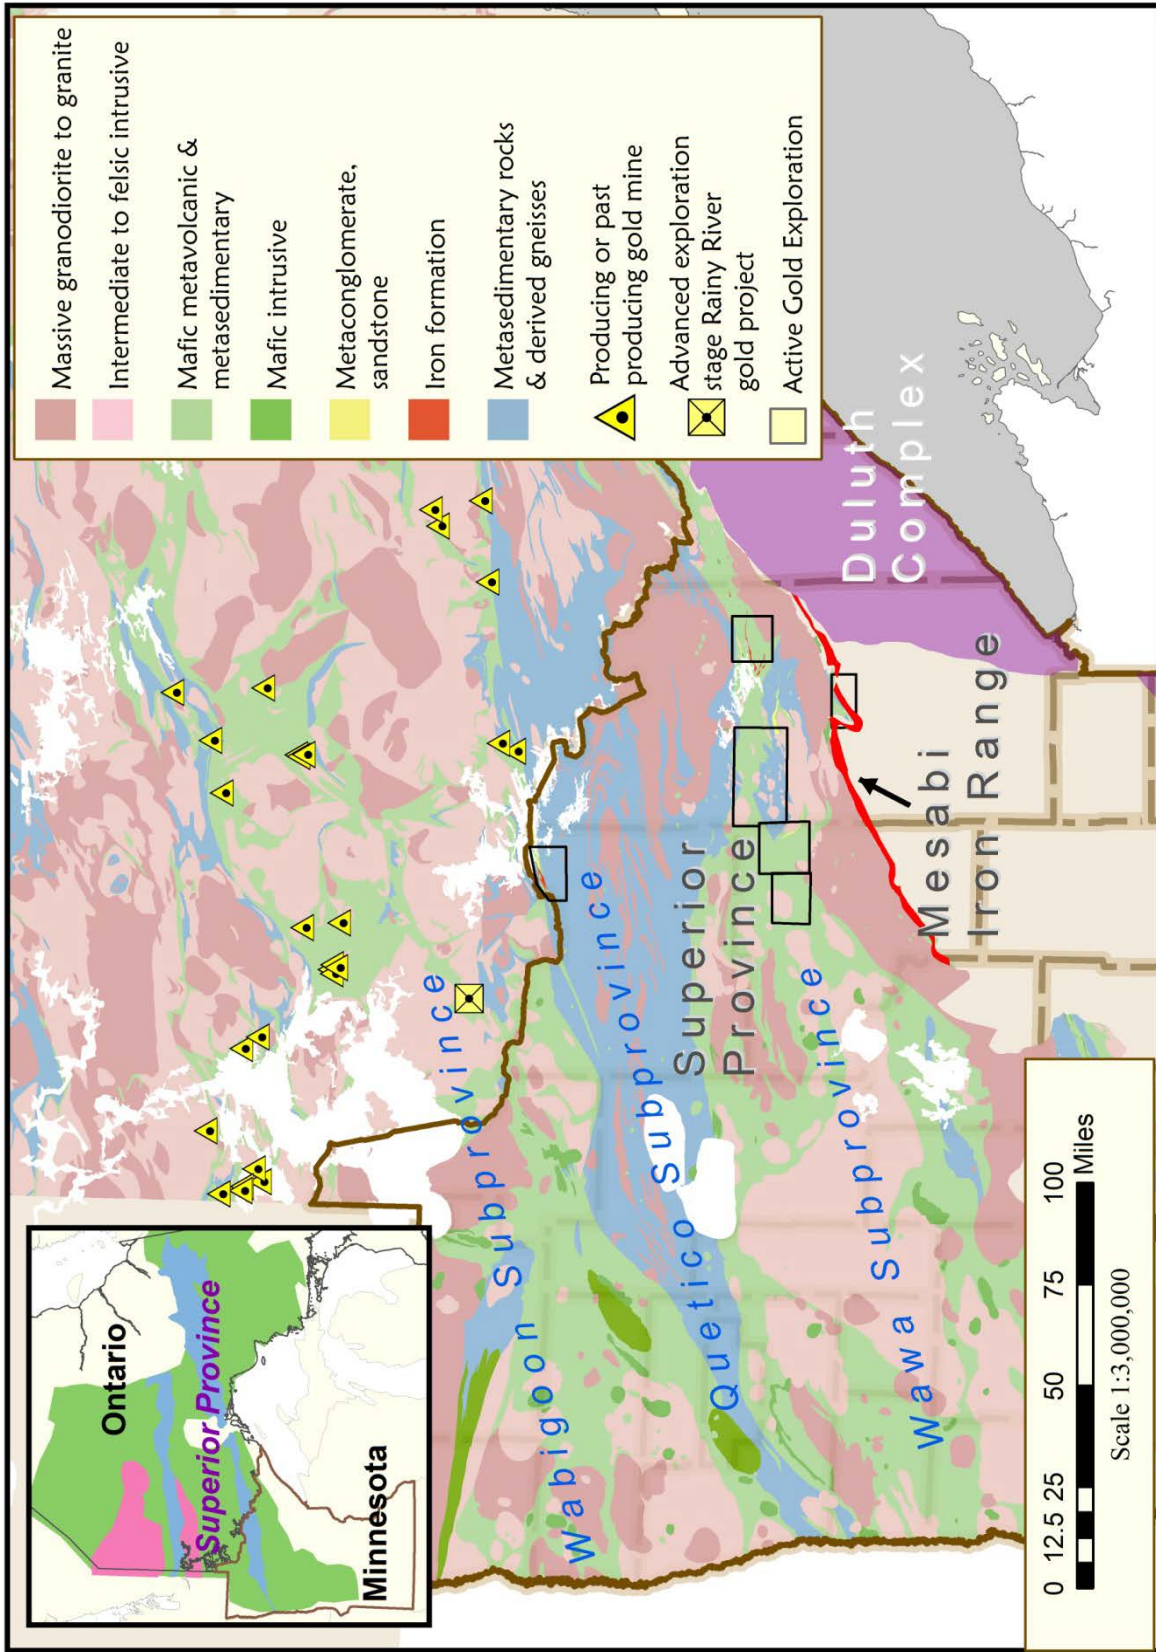 Ontario
Superior Province
Minnesota
Massive granodiorite to granite
Intermediate to felsic intrusive
Mafic metavolcanic &
metasedimentary
Mafic intrusive
Metaconglomerate,
sandstone
Iron formation
Metasedimentary rocks
& derived gneisses
Producing or past
producing gold mine
Advanced exploration
stage Rainy River
gold project
Active Gold Exploration
Wabigoon Subprovince
Quetico Subprovince
Superior
Province
Wawa Subprovince
Mesabi
Iron Range
Duluth
Complex
0 12.5 25 50 75 100
Miles
Scale 1:3,000,000